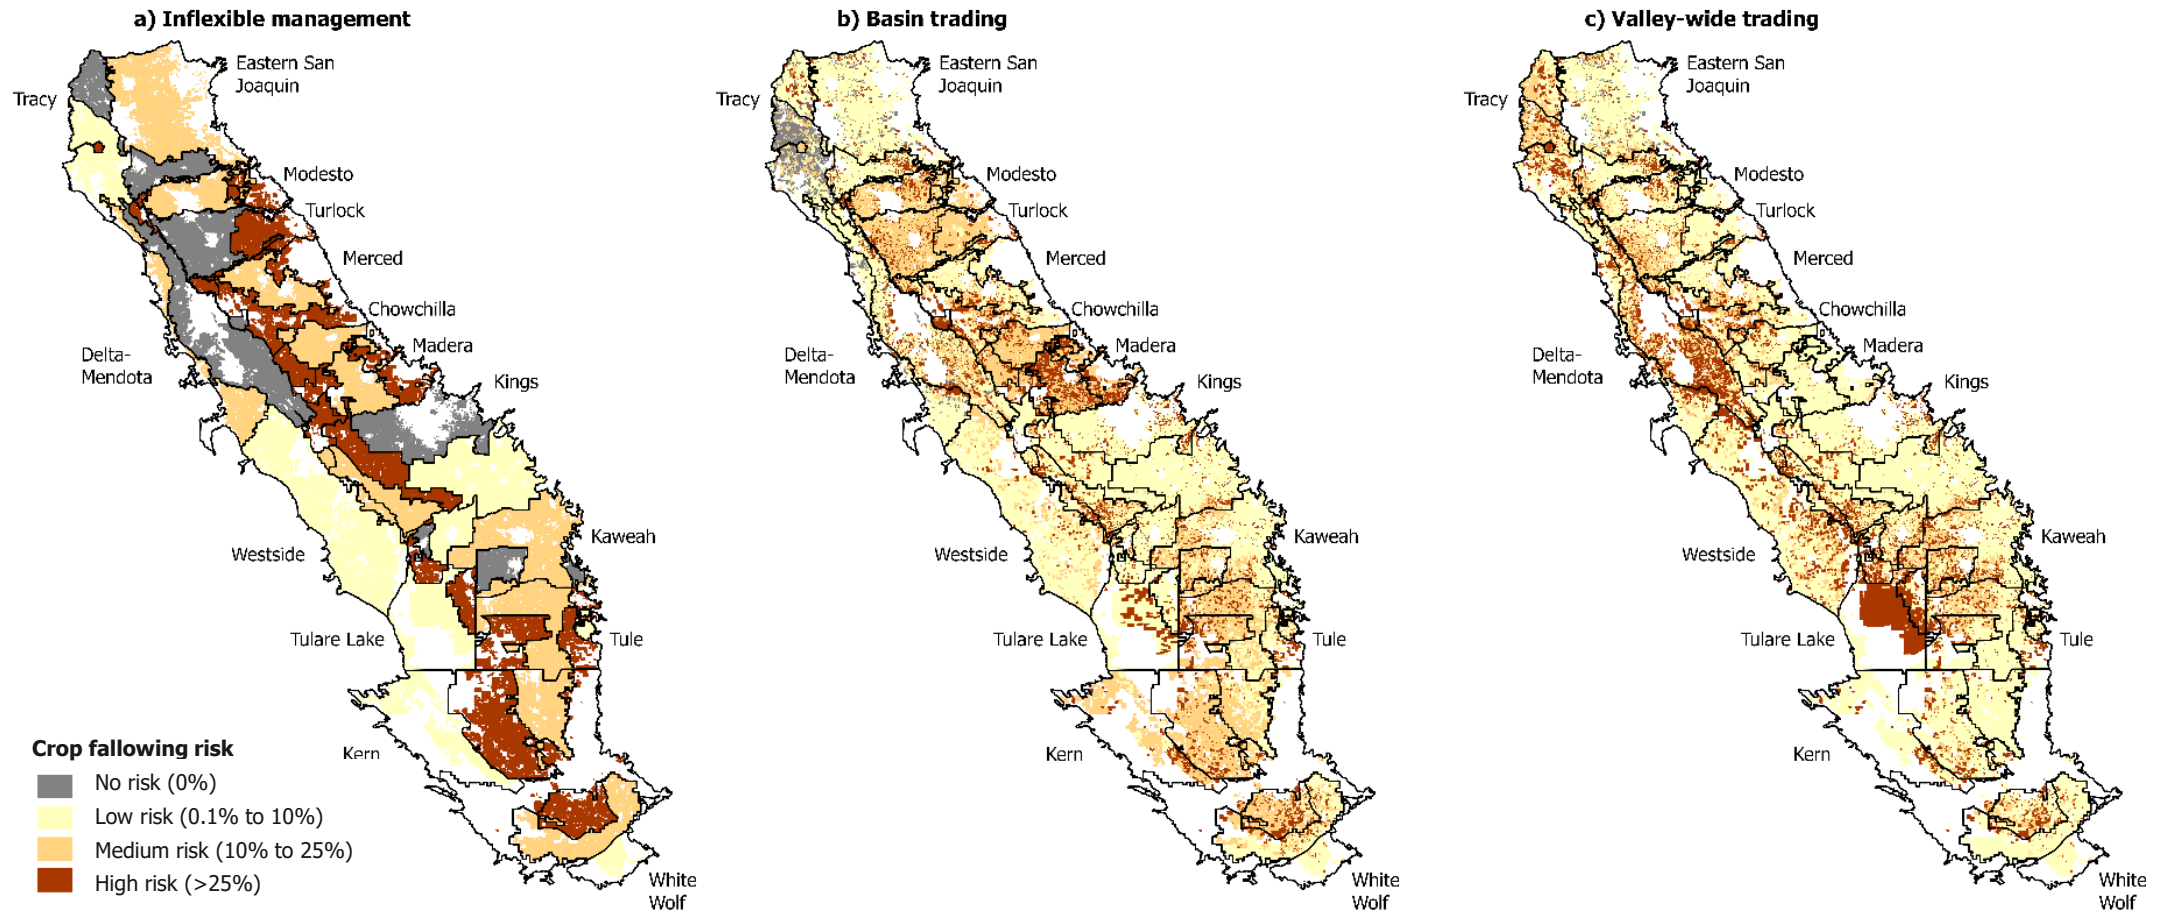 a) Inflexible management
Eastern San
Joaquin
Tracy
Modesto
Turlock
Merced
Chowchilla
Delta-
Mendota
Madera
Kings
Westside
Kaweah
Tulare Lake
Tule
Kern
White
Wolf
Crop fallowing risk
No risk (0%)
Low risk (0.1% to 10%)
Medium risk (10% to 25%)
High risk (>25%)
b) Basin trading
Eastern San
Joaquin
Tracy
Modesto
Turlock
Merced
Chowchilla
Delta-
Mendota
Madera
Kings
Westside
Kaweah
Tulare Lake
Tule
Kern
White
Wolf
c) Valley-wide trading
Eastern San
Joaquin
Tracy
Modesto
Turlock
Merced
Chowchilla
Delta-
Mendota
Madera
Kings
Westside
Kaweah
Tulare Lake
Tule
Kern
White
Wolf